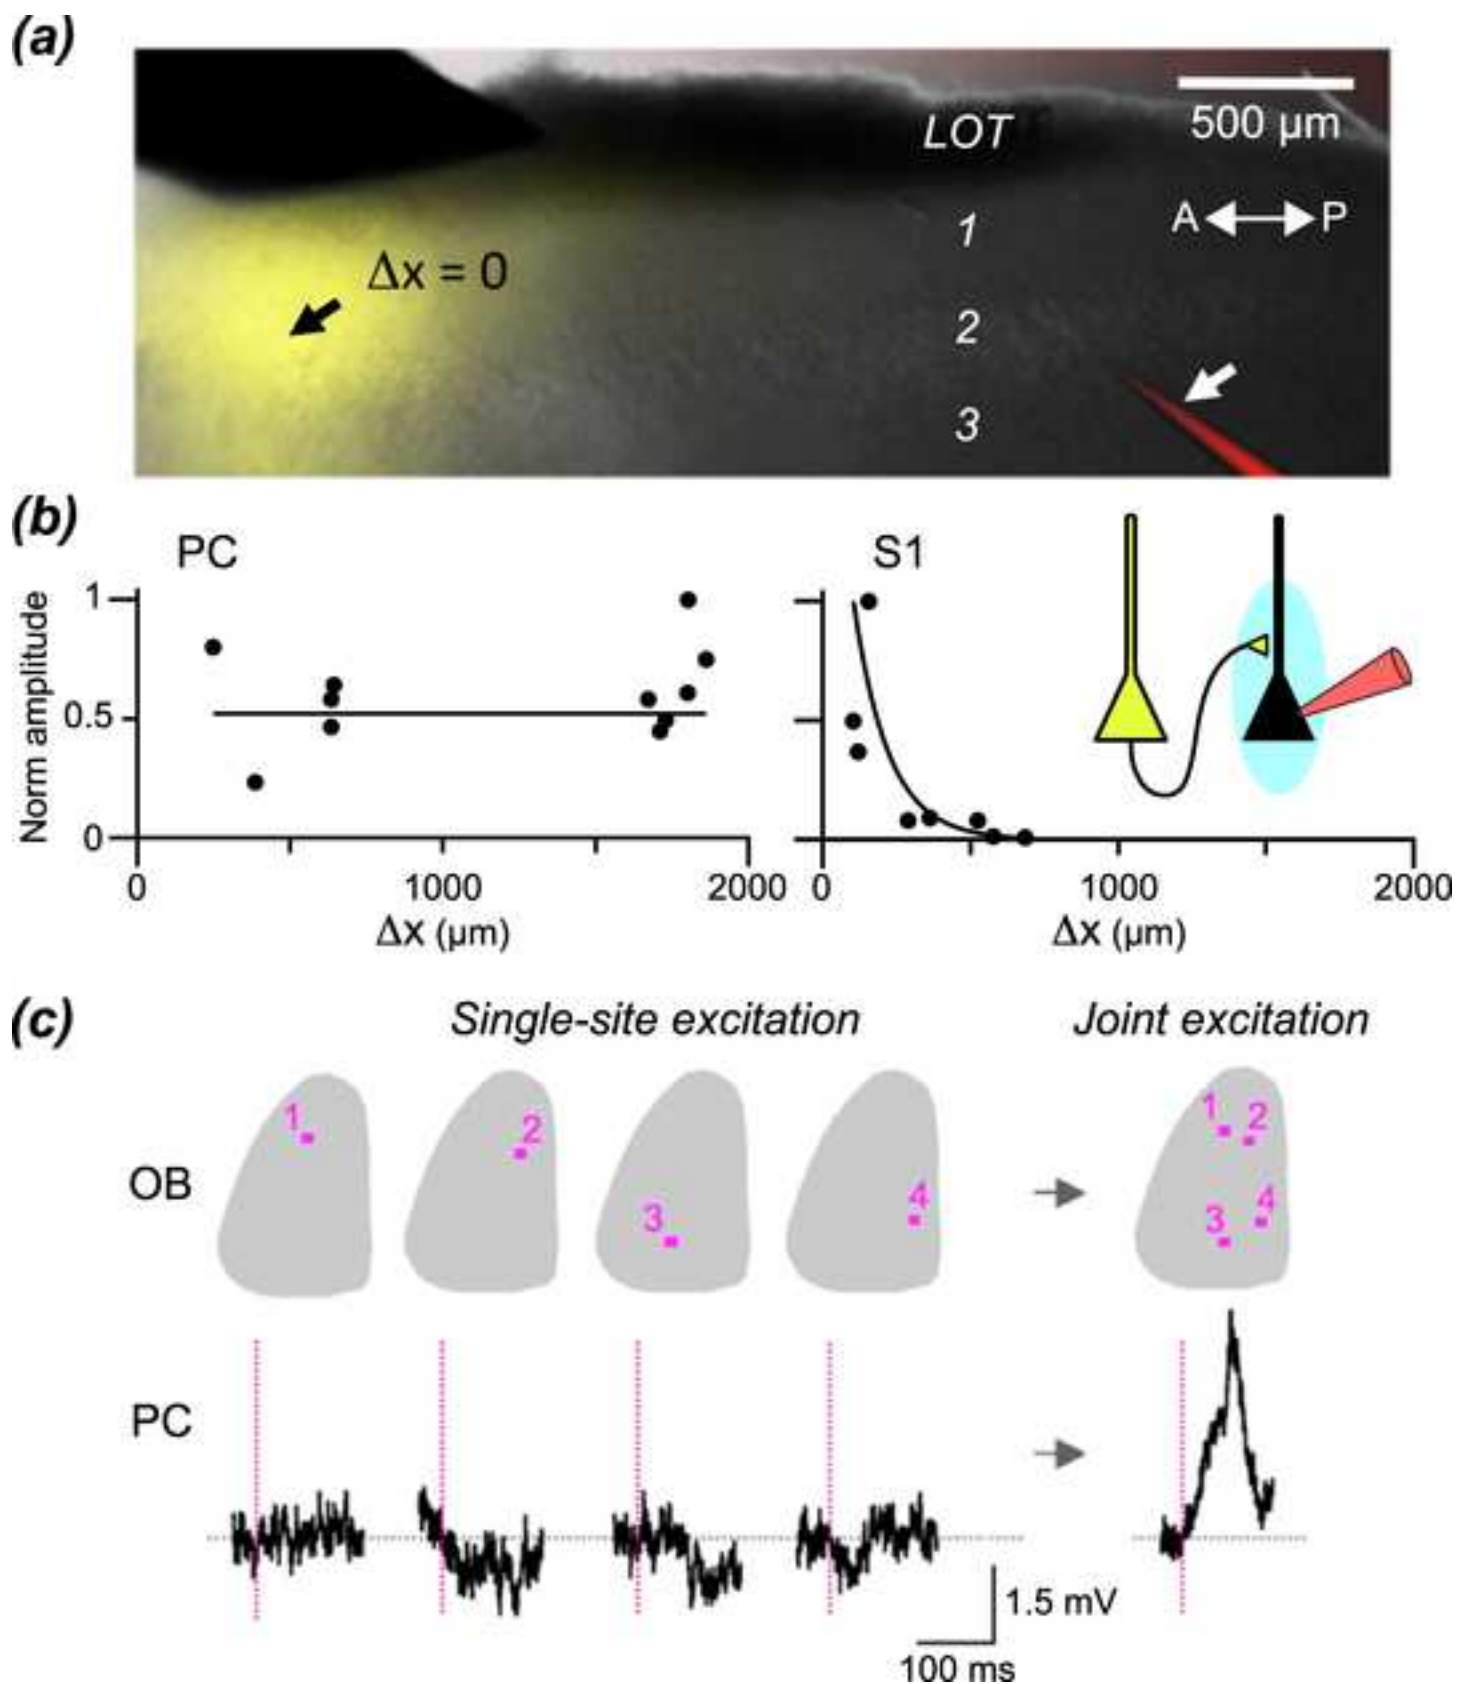 (a)
LOT
500 µm
1
A P
Δx = 0
2
3
(b)
PC
S1
Norm amplitude
1
0.5
0
0 1000 2000
0 1000 2000
Δx (µm)
Δx (µm)
(c)
Single-site excitation
Joint excitation
OB
1
2
3
4
1 2
3 4
PC
1.5 mV
100 ms